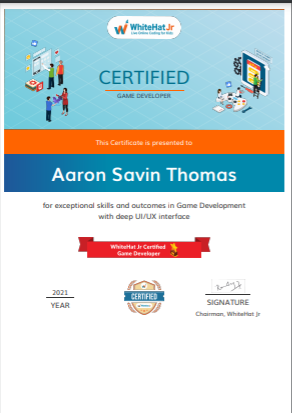 WhiteHat Jr
Live Online Coding for Kids
CERTIFIED
GAME DEVELOPER
This Certificate is presented to
Aaron Savin Thomas
for exceptional skills and outcomes in Game Development
with deep UI/UX interface
WhiteHat Jr Certified
Game Developer
2021
YEAR
CERTIFIED
SIGNATURE
Chairman, WhiteHat Jr